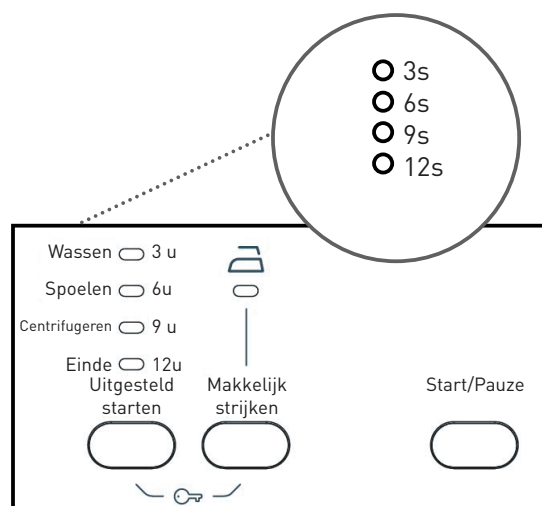 3s
6s
9s
12s
Wassen 3 u
Spoelen 6u
Centrifugeren 9 u
Einde 12u
Uitgesteld starten
Makkelijk strijken
Start/Pauze